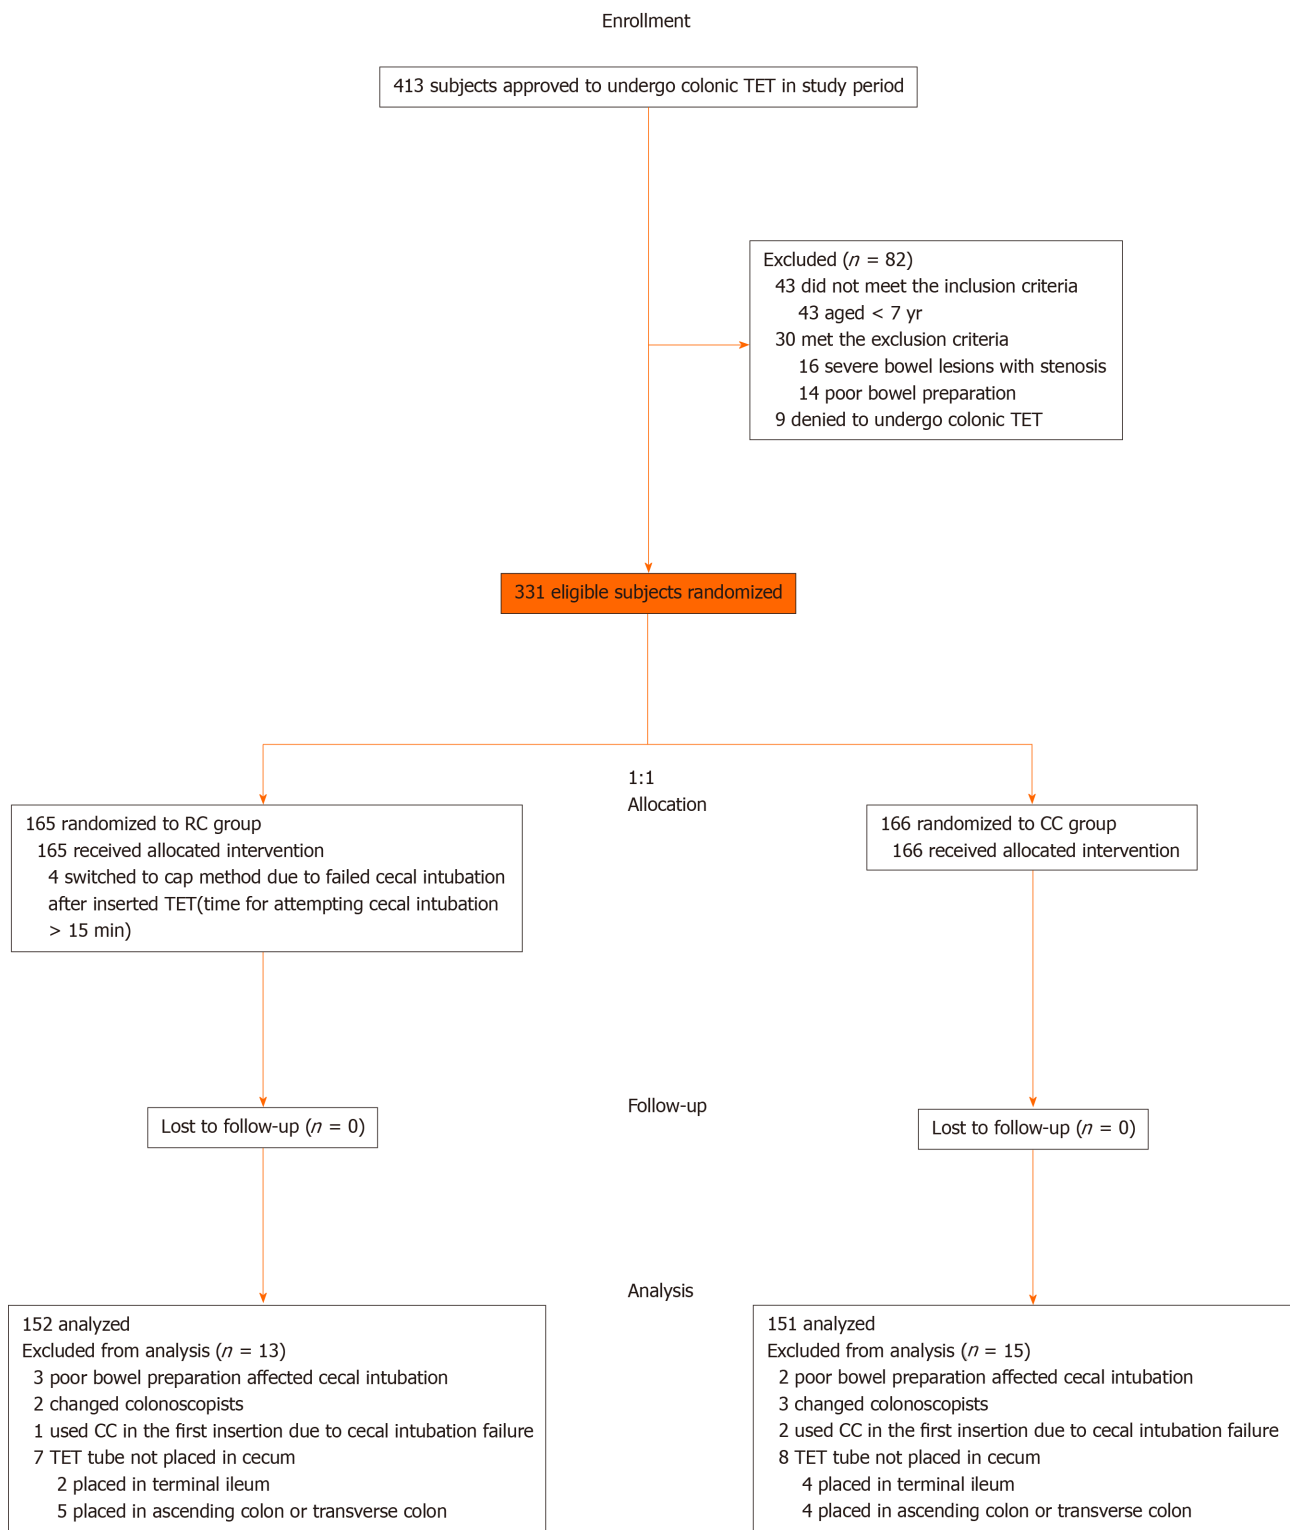 Enrollment
413 subjects approved to undergo colonic TET in study period
Excluded (n = 82)
43 did not meet the inclusion criteria
43 aged < 7 yr
30 met the exclusion criteria
16 severe bowel lesions with stenosis
14 poor bowel preparation
9 denied to undergo colonic TET
331 eligible subjects randomized
1:1
Allocation
165 randomized to RC group
165 received allocated intervention
4 switched to cap method due to failed cecal intubation
after inserted TET(time for attempting cecal intubation
> 15 min)
166 randomized to CC group
166 received allocated intervention
Follow-up
Lost to follow-up (n = 0)
Lost to follow-up (n = 0)
Analysis
152 analyzed
Excluded from analysis (n = 13)
3 poor bowel preparation affected cecal intubation
2 changed colonoscopists
1 used CC in the first insertion due to cecal intubation failure
7 TET tube not placed in cecum
2 placed in terminal ileum
5 placed in ascending colon or transverse colon
151 analyzed
Excluded from analysis (n = 15)
2 poor bowel preparation affected cecal intubation
3 changed colonoscopists
2 used CC in the first insertion due to cecal intubation failure
8 TET tube not placed in cecum
4 placed in terminal ileum
4 placed in ascending colon or transverse colon